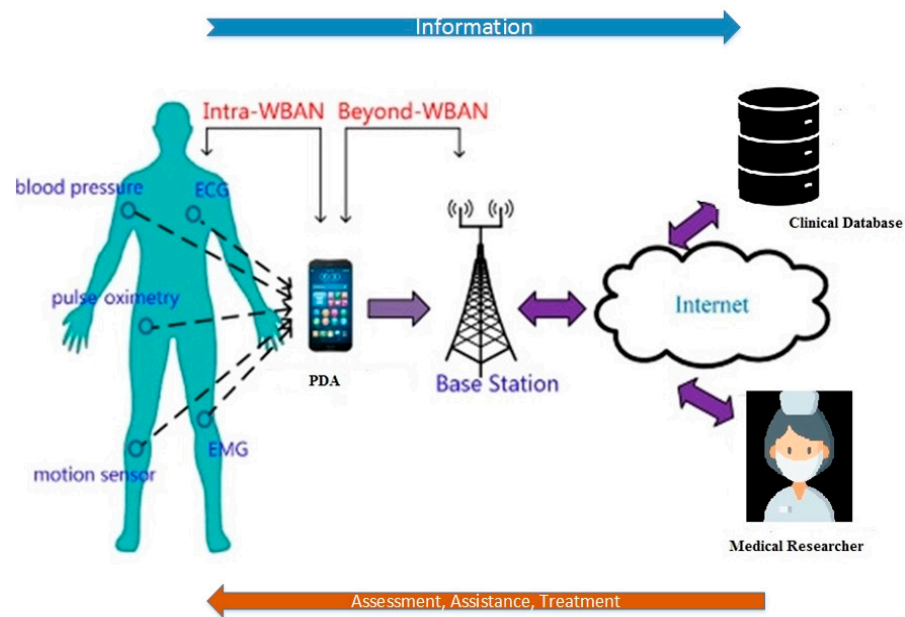 Information
Intra-WBAN
Beyond-WBAN
blood pressure
ECG
Clinical Database
pulse oximetry
Internet
PDA
Base Station
EMG
motion sensor
Medical Researcher
Assessment, Assistance, Treatment